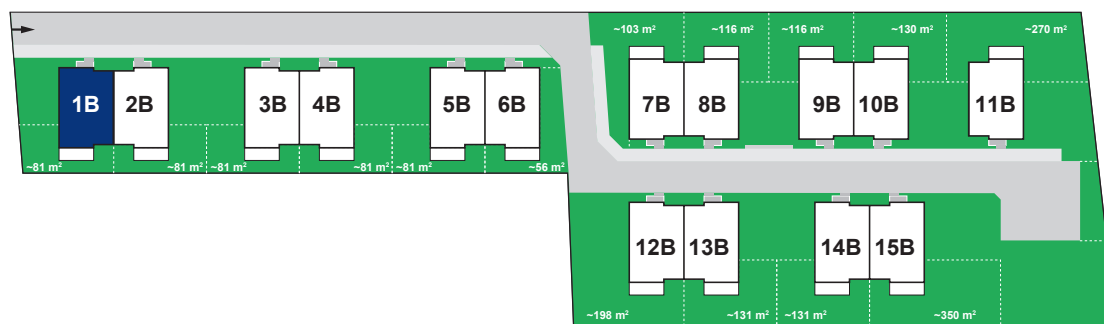 ~103 m²
~116 m²
~116 m²
~130 m²
~270 m²
1B
2B
3B
4B
5B
6B
7B
8B
9B
10B
11B
~81 m²
~81 m²
~81 m²
~81 m²
~81 m²
~56 m²
12B
13B
14B
15B
~198 m²
~131 m²
~131 m²
~350 m²